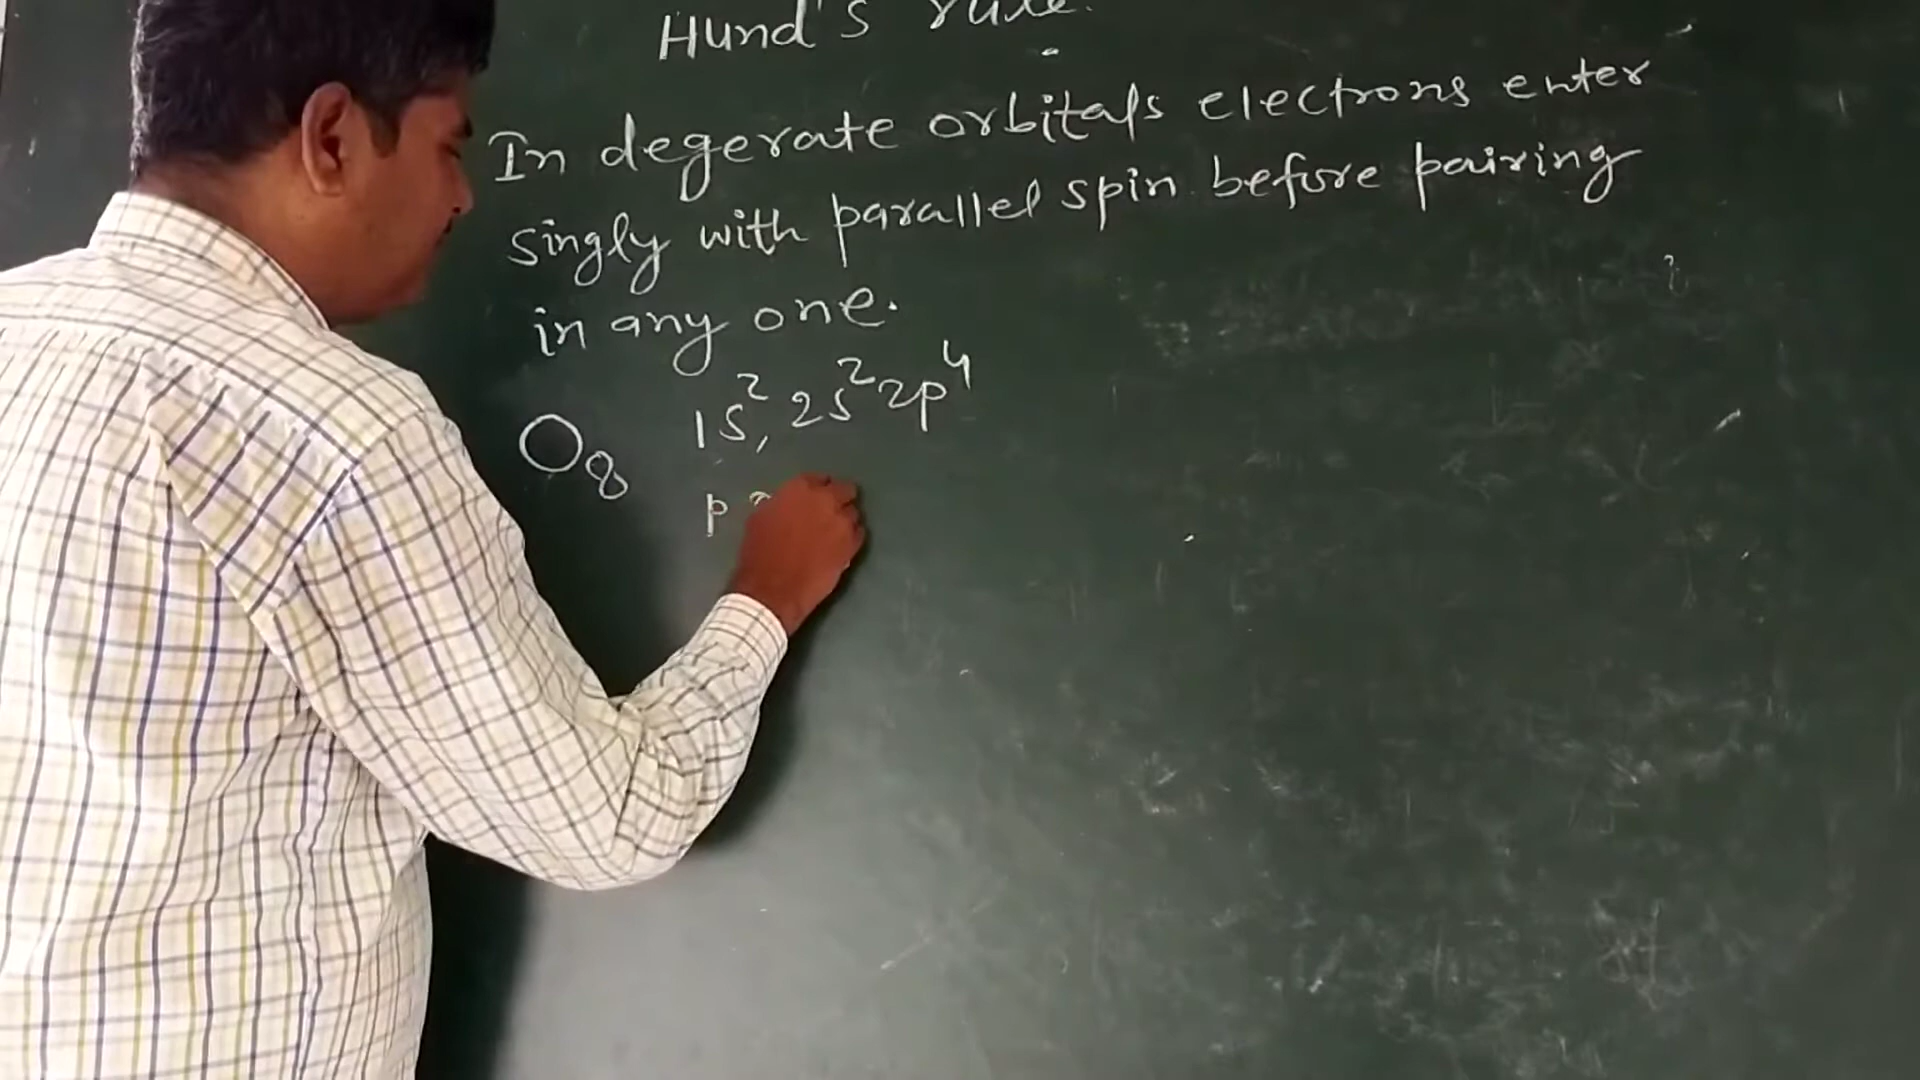 Hund's rule.
In degerate orbitals electrons enter
singly with parallel spin before pairing
in any one.
O₈ 1s², 2s² 2p⁴
p